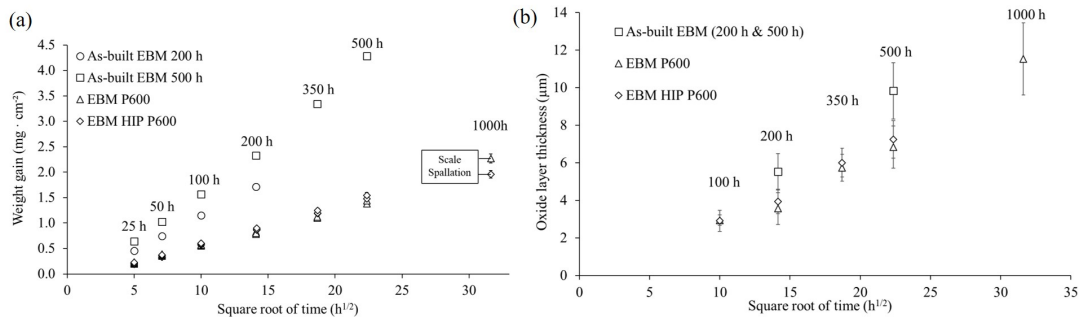 (a)
4.5
4.0
3.5
3.0
2.5
2.0
1.5
1.0
0.5
0.0
Weight gain (mg · cm⁻²)
As-built EBM 200 h
As-built EBM 500 h
EBM P600
EBM HIP P600
25 h
50 h
100 h
200 h
350 h
500 h
1000h
Scale
Spallation
0
5
10
15
20
25
30
Square root of time (h¹/²)
(b)
14
12
10
8
6
4
2
0
Oxide layer thickness (µm)
As-built EBM (200 h & 500 h)
EBM P600
EBM HIP P600
100 h
200 h
350 h
500 h
1000 h
0
5
10
15
20
25
30
35
Square root of time (h¹/²)